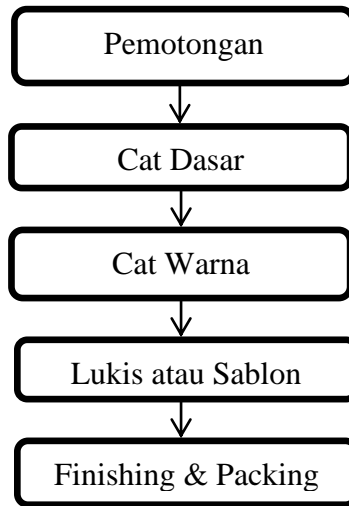 Pemotongan
Cat Dasar
Cat Warna
Lukis atau Sablon
Finishing & Packing